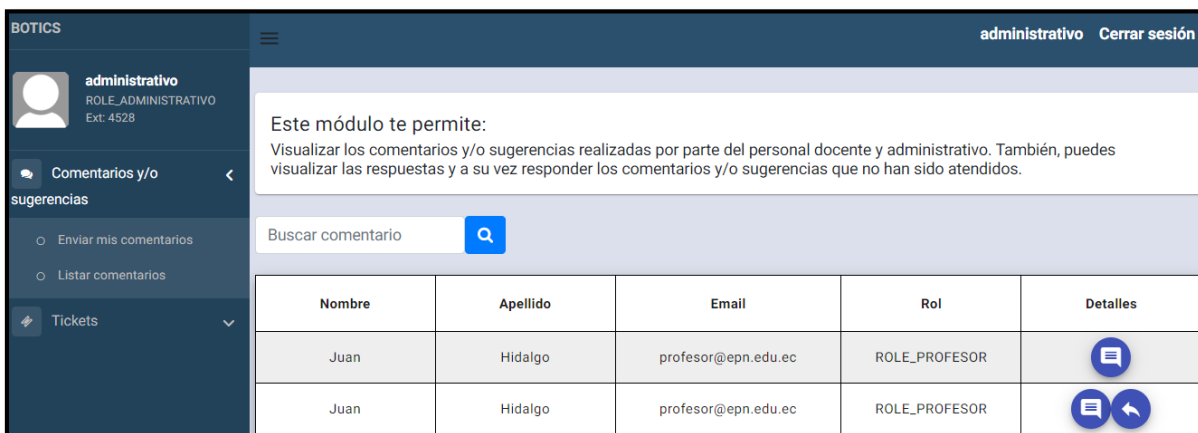 BOTICS
administrativo Cerrar sesión
administrativo
ROLE_ADMINISTRATIVO
Ext: 4528
Comentarios y/o
sugerencias
Enviar mis comentarios
Listar comentarios
Tickets
Este módulo te permite:
Visualizar los comentarios y/o sugerencias realizadas por parte del personal docente y administrativo. También, puedes
visualizar las respuestas y a su vez responder los comentarios y/o sugerencias que no han sido atendidos.
Buscar comentario
Nombre Apellido Email Rol Detalles
Juan Hidalgo profesor@epn.edu.ec ROLE_PROFESOR
Juan Hidalgo profesor@epn.edu.ec ROLE_PROFESOR